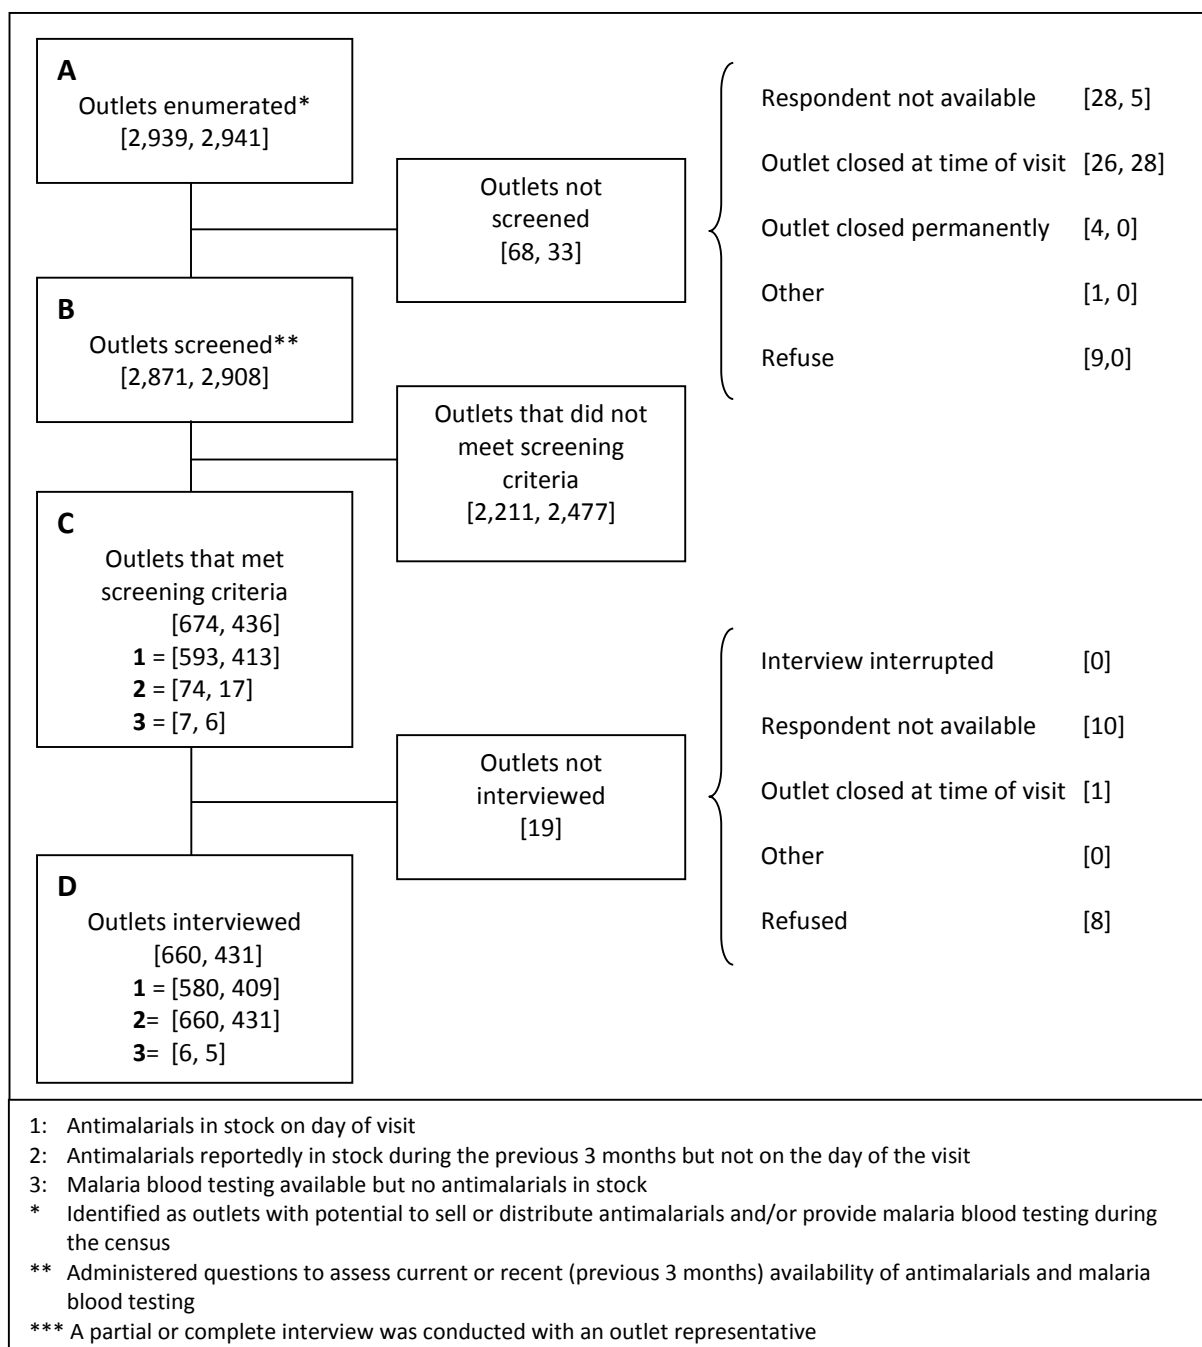 A
Outlets enumerated*
[2,939, 2,941]
Outlets not
screened
[68, 33]
Respondent not available [28, 5]
Outlet closed at time of visit [26, 28]
Outlet closed permanently [4, 0]
Other [1, 0]
Refuse [9,0]
B
Outlets screened**
[2,871, 2,908]
Outlets that did not
meet screening
criteria
[2,211, 2,477]
C
Outlets that met
screening criteria
[674, 436]
1 = [593, 413]
2 = [74, 17]
3 = [7, 6]
Outlets not
interviewed
[19]
Interview interrupted [0]
Respondent not available [10]
Outlet closed at time of visit [1]
Other [0]
Refused [8]
D
Outlets interviewed
[660, 431]
1 = [580, 409]
2= [660, 431]
3= [6, 5]
1: Antimalarials in stock on day of visit
2: Antimalarials reportedly in stock during the previous 3 months but not on the day of the visit
3: Malaria blood testing available but no antimalarials in stock
* Identified as outlets with potential to sell or distribute antimalarials and/or provide malaria blood testing during
the census
** Administered questions to assess current or recent (previous 3 months) availability of antimalarials and malaria
blood testing
*** A partial or complete interview was conducted with an outlet representative